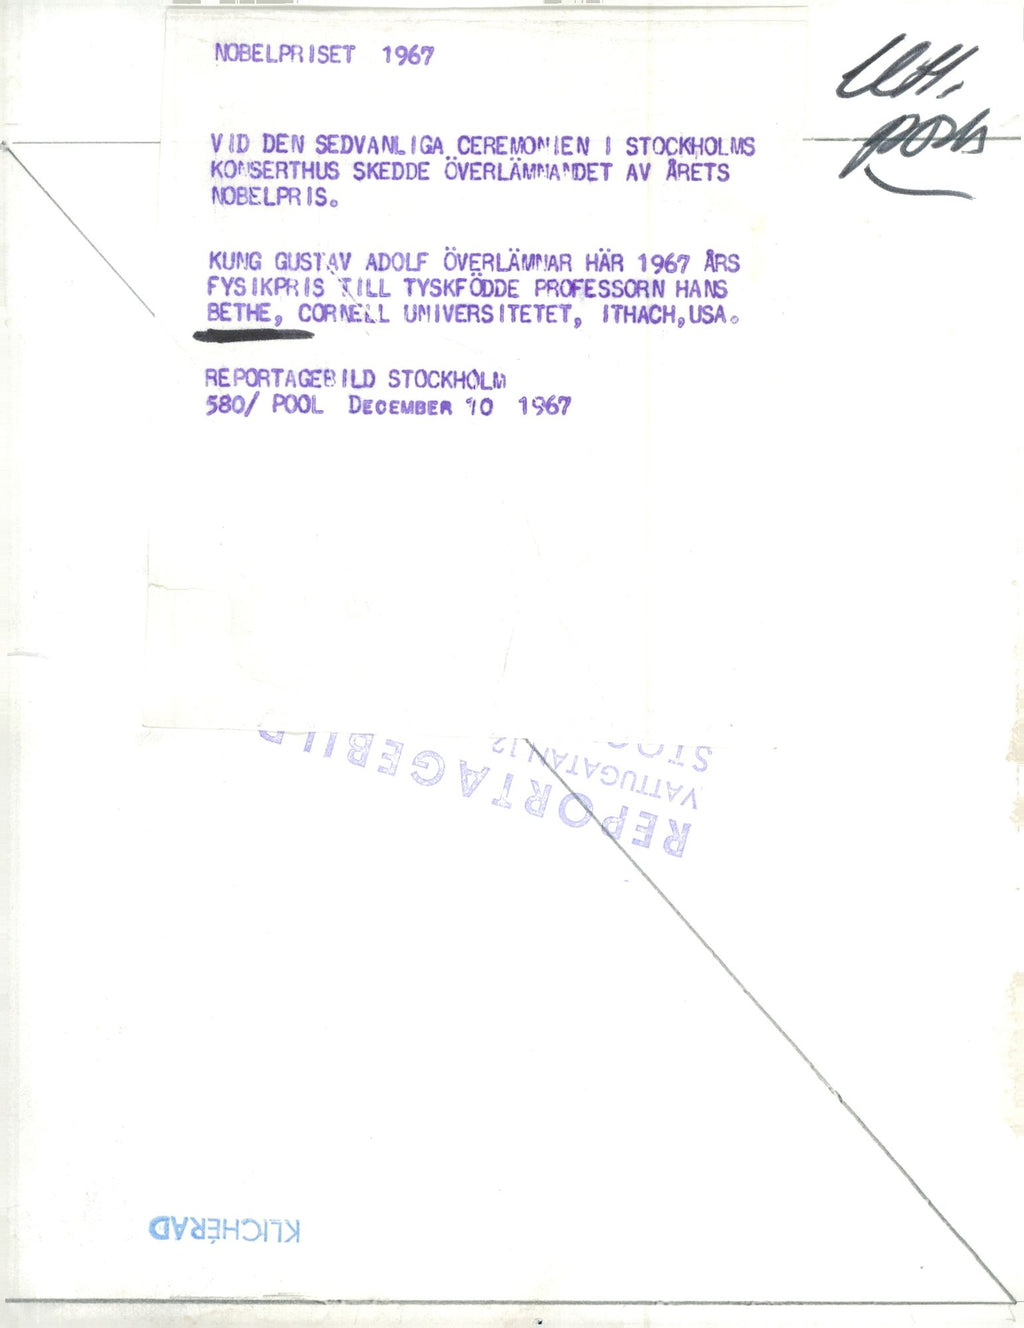 NOBELPRISET 1967
Utl.
porh
VID DEN SEDVANLIGA CEREMONIEN I STOCKHOLMS
KONSERTHUS SKEDDE ÖVERLÄMNANDET AV ÅRETS
NOBELPRIS.
KUNG GUSTAV ADOLF ÖVERLÄMNAR HÄR 1967 ÅRS
FYSIKPRIS TILL TYSKFÖDDE PROFESSORN HANS
BETHE, CORNELL UNIVERSITETET, ITHACH,USA.
REPORTAGEBILD STOCKHOLM
580/ POOL DECEMBER 10 1967
REPORTAGEBILD
VATTUGATAN 12
KLICHÉRAD